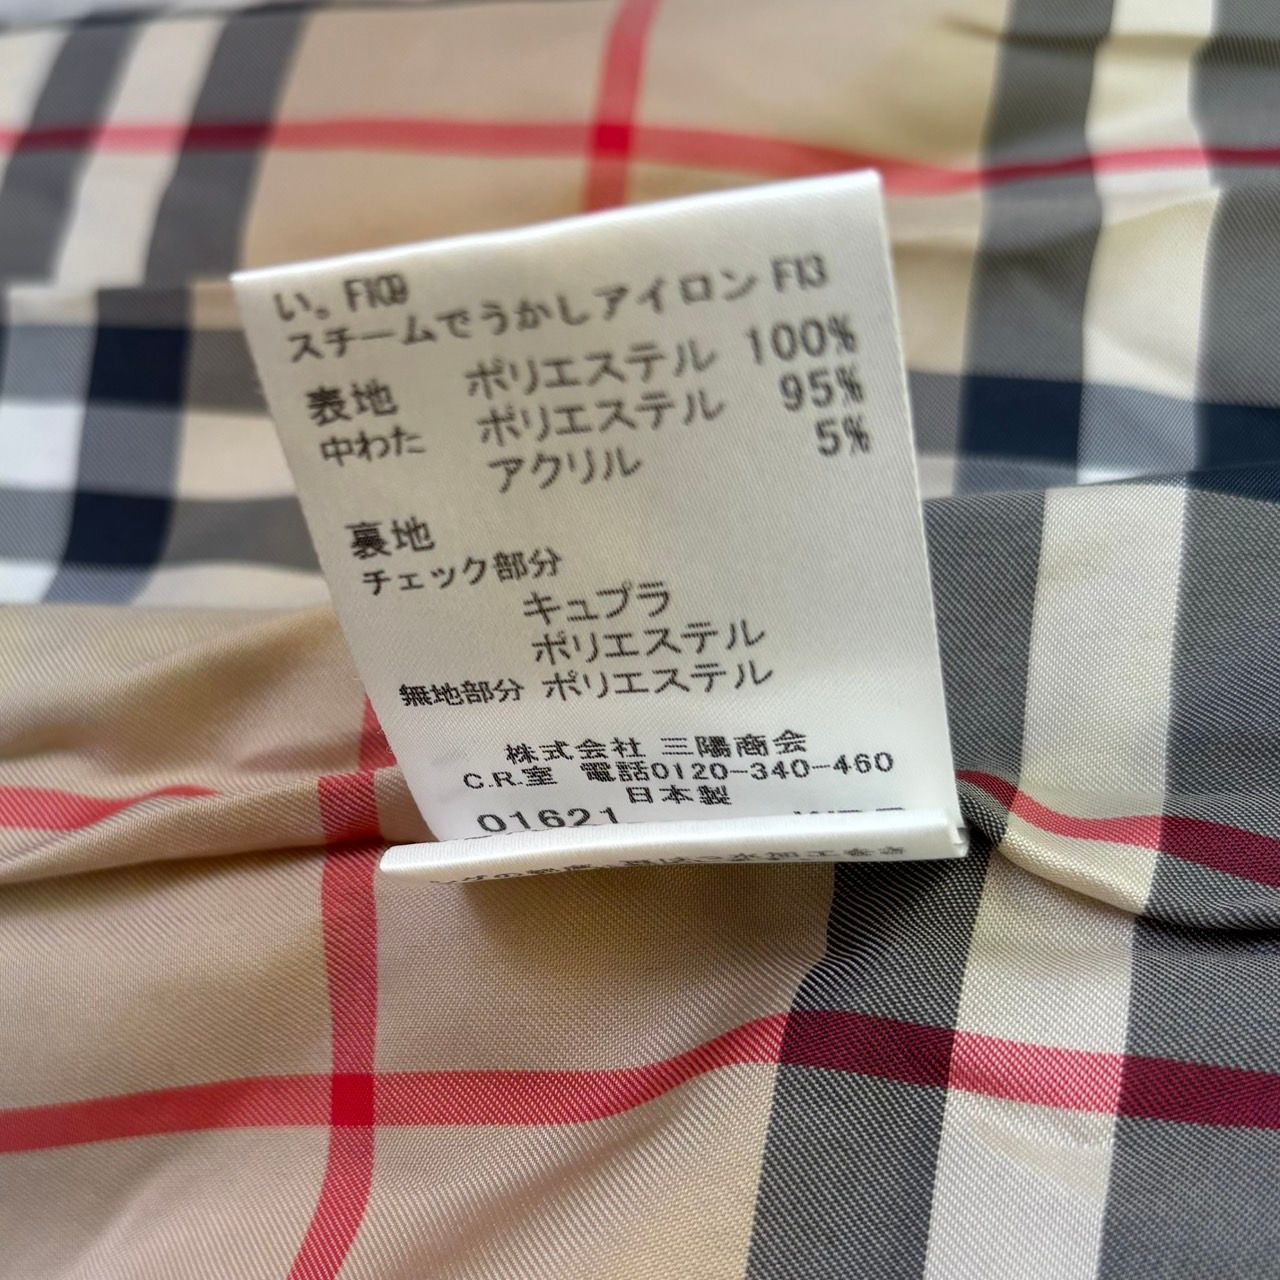 い。
スチームでうかしアイロン FI3
表地 ポリエステル 100%
中わた ポリエステル 95%
アクリル 5%
裏地
チェック部分
キュプラ
ポリエステル
無地部分 ポリエステル
株式会社 三陽商会
C.R.室 電話0120-340-460
日本製
01621